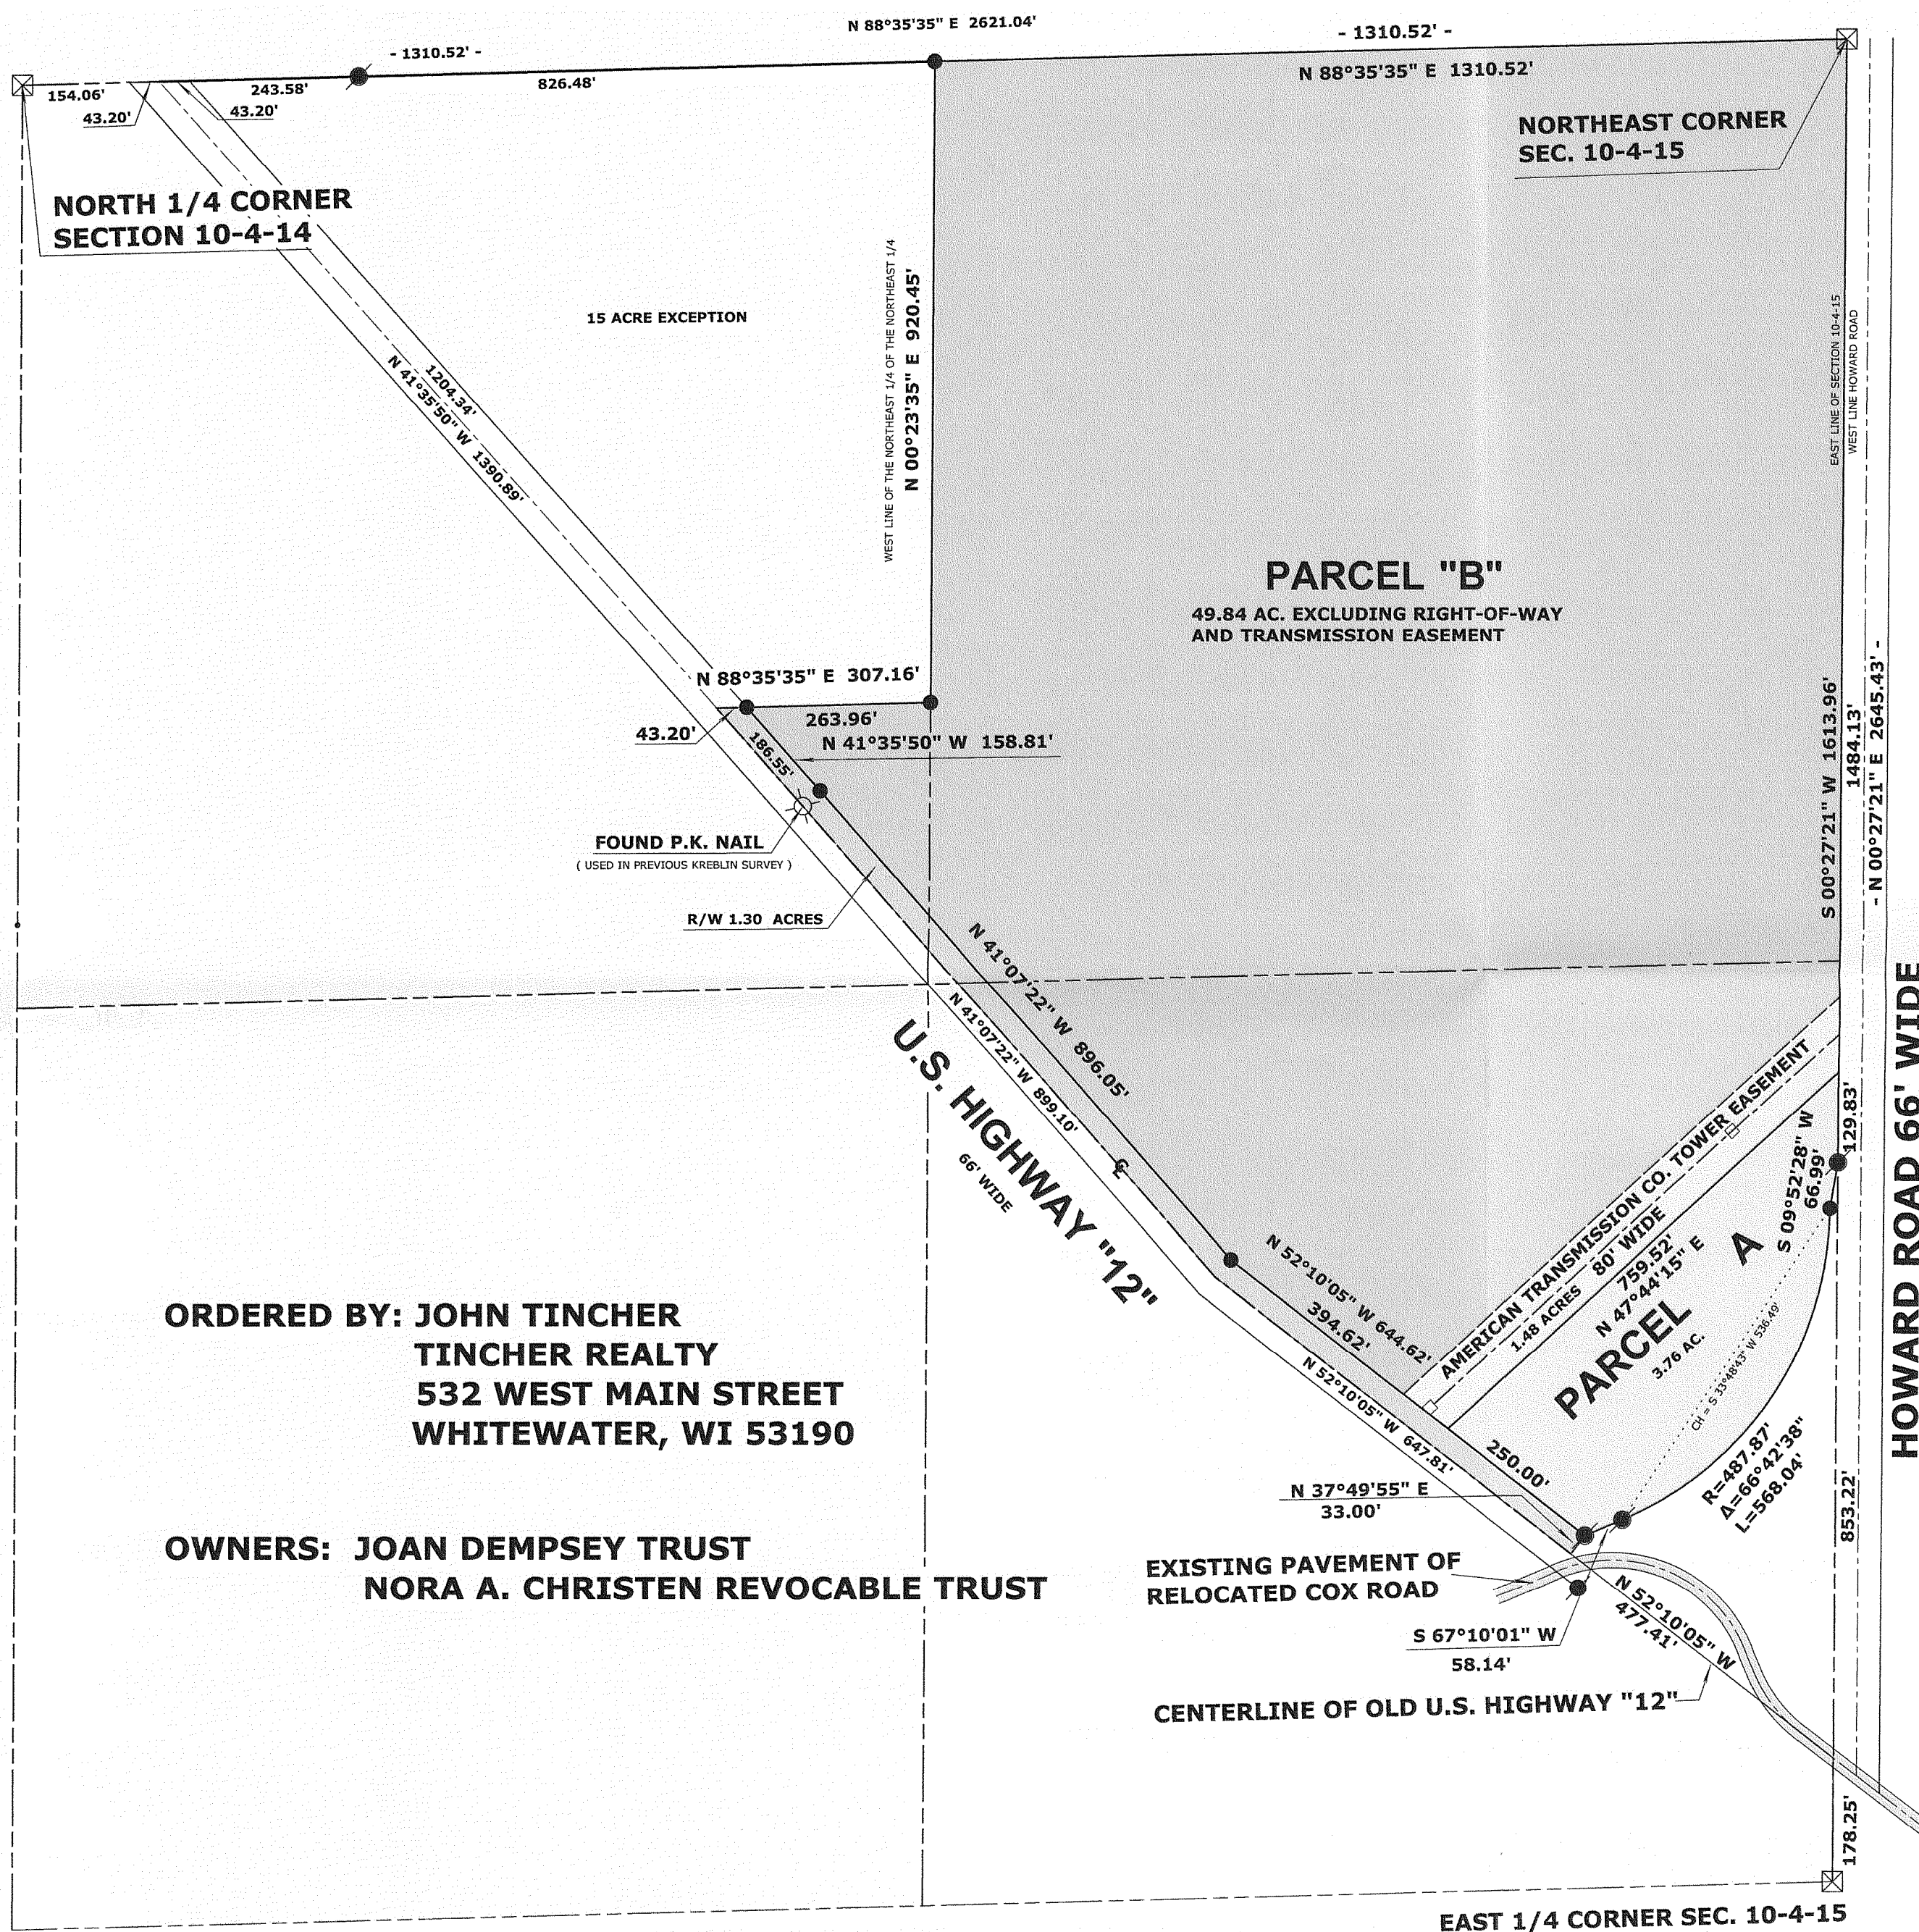 N 88°35'35" E 2621.04'
- 1310.52' -
- 1310.52' -
154.06'
43.20'
243.58'
43.20'
826.48'
N 88°35'35" E 1310.52'
NORTHEAST CORNER
SEC. 10-4-15
NORTH 1/4 CORNER
SECTION 10-4-14
15 ACRE EXCEPTION
WEST LINE OF THE NORTHEAST 1/4 OF THE NORTHEAST 1/4
N 00°23'35" E 920.45'
EAST LINE OF SECTION 10-4-15
WEST LINE HOWARD ROAD
1204.34'
N 41°35'50" W 1390.89'
PARCEL "B"
49.84 AC. EXCLUDING RIGHT-OF-WAY
AND TRANSMISSION EASEMENT
N 88°35'35" E 307.16'
263.96'
43.20'
N 41°35'50" W 158.81'
186.55'
FOUND P.K. NAIL
( USED IN PREVIOUS KREBLIN SURVEY )
R/W 1.30 ACRES
S 00°27'21" W 1613.96'
1484.13'
- N 00°27'21" E 2645.43' -
N 41°07'22" W 896.05'
N 41°07'22" W 899.10'
U.S. HIGHWAY "12"
66' WIDE
HOWARD ROAD 66' WIDE
AMERICAN TRANSMISSION CO. TOWER EASEMENT
1.48 ACRES 80' WIDE
759.52'
N 47°44'15" E
PARCEL A
3.76 AC.
CH = S 33°48'43" W 536.49'
S 09°52'28" W
66.99'
129.83'
N 52°10'05" W 644.62'
394.62'
N 52°10'05" W 647.81'
250.00'
R=487.87'
Δ=66°42'38"
L=568.04'
853.22'
N 37°49'55" E
33.00'
ORDERED BY: JOHN TINCHER
TINCHER REALTY
532 WEST MAIN STREET
WHITEWATER, WI 53190
OWNERS: JOAN DEMPSEY TRUST
NORA A. CHRISTEN REVOCABLE TRUST
EXISTING PAVEMENT OF
RELOCATED COX ROAD
S 67°10'01" W
58.14'
N 52°10'05" W
477.41'
CENTERLINE OF OLD U.S. HIGHWAY "12"
178.25'
EAST 1/4 CORNER SEC. 10-4-15